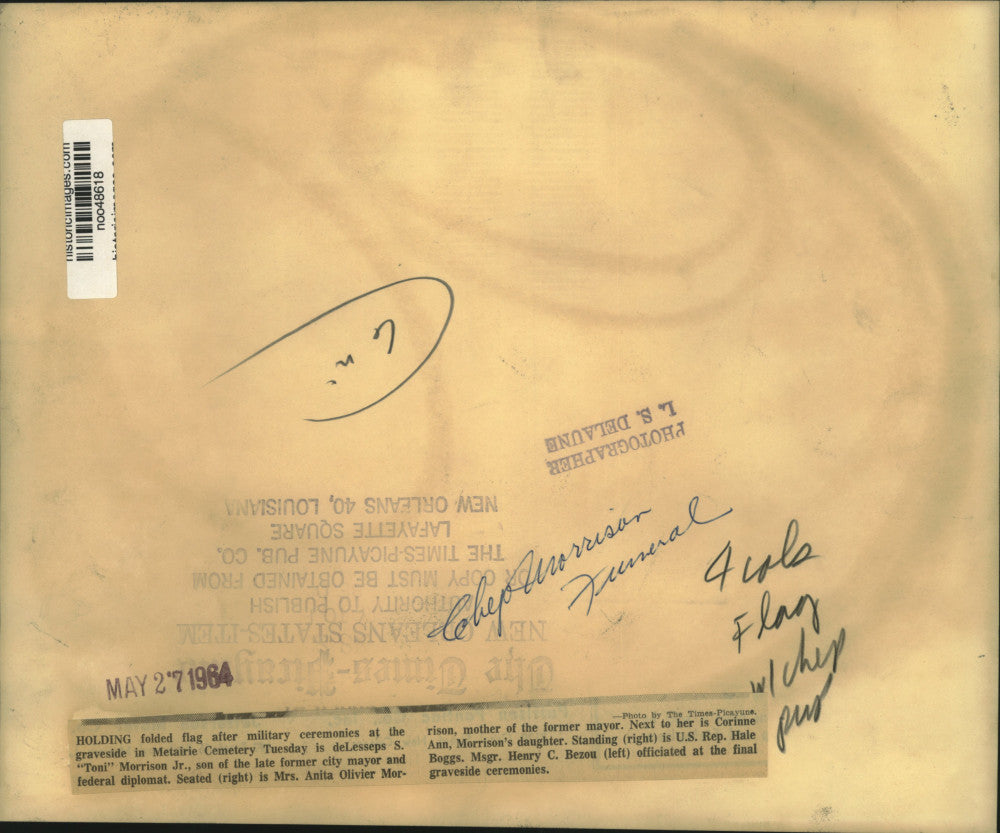 historicimages.com
noo48618
PHOTOGRAPHER
L. S. DELAUNE
The Times-Picayune
NEW ORLEANS STATES-ITEM
AUTHORITY TO PUBLISH
OR COPY MUST BE OBTAINED FROM
THE TIMES-PICAYUNE PUB. CO.
LAFAYETTE SQUARE
NEW ORLEANS 40, LOUISIANA
Chep Morrison
Funeral
4 cols
Flag
w/ chep
MAY 27 1964
HOLDING folded flag after military ceremonies at the
graveside in Metairie Cemetery Tuesday is deLesseps S.
"Toni" Morrison Jr., son of the late former city mayor and
federal diplomat. Seated (right) is Mrs. Anita Olivier Mor-
—Photo by The Times-Picayune.
rison, mother of the former mayor. Next to her is Corinne
Ann, Morrison's daughter. Standing (right) is U.S. Rep. Hale
Boggs. Msgr. Henry C. Bezou (left) officiated at the final
graveside ceremonies.